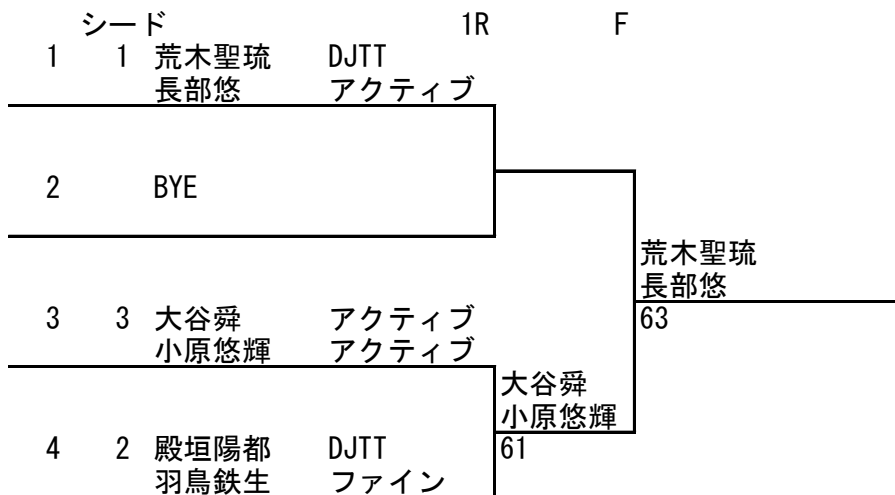 シード 1R F
1 1 荒木聖琉 DJTT
長部悠 アクティブ
2 BYE
荒木聖琉
長部悠
3 3 大谷舜 アクティブ 63
小原悠輝 アクティブ
大谷舜
小原悠輝
4 2 殿垣陽都 DJTT 61
羽鳥鉄生 ファイン